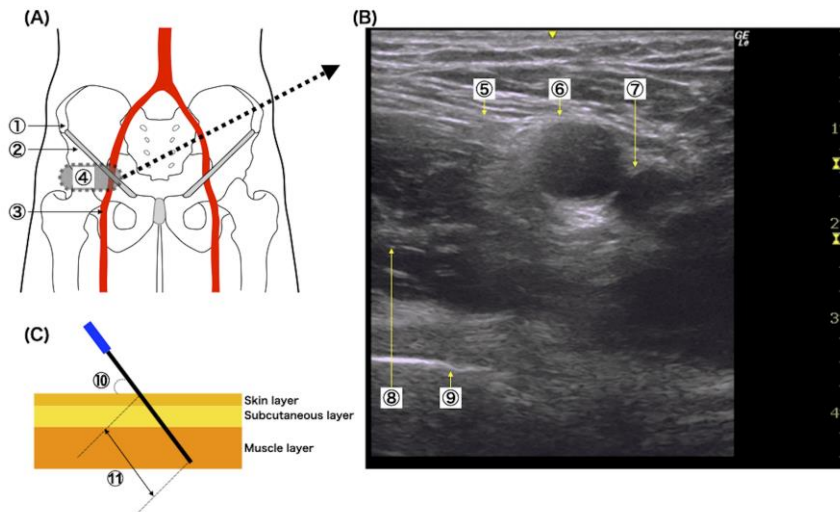 (A)
①
②
③
④
(B)
GE
Le
⑤
⑥
⑦
⑧
⑨
1
2
3
4
(C)
⑩
⑪
Skin layer
Subcutaneous layer
Muscle layer